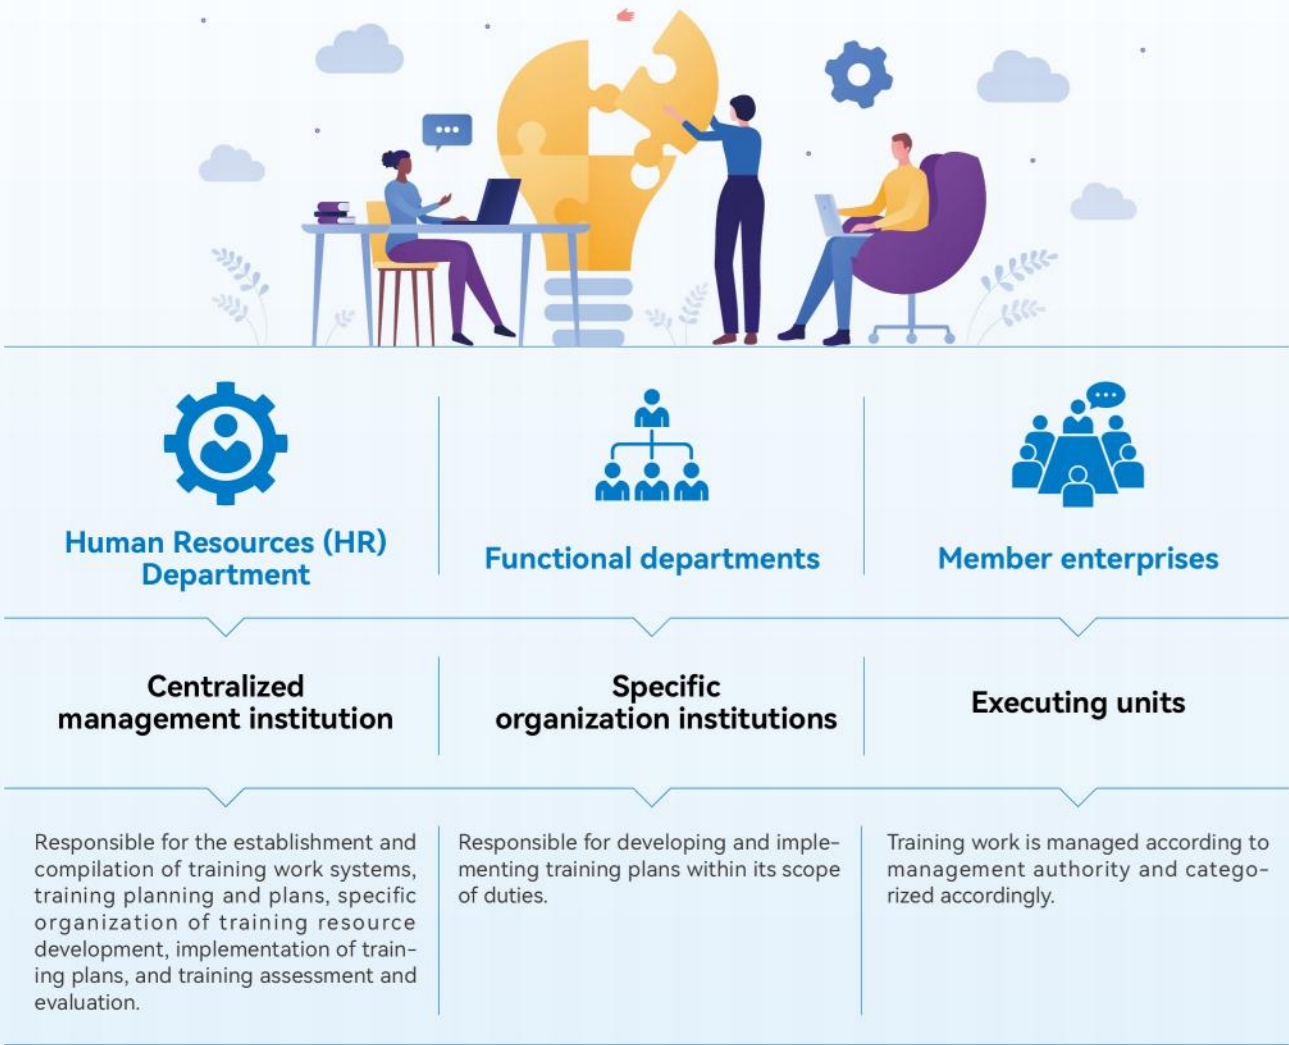 Human Resources (HR)
Department
Functional departments
Member enterprises
Centralized
management institution
Specific
organization institutions
Executing units
Responsible for the establishment and
compilation of training work systems,
training planning and plans, specific
organization of training resource
development, implementation of train-
ing plans, and training assessment and
evaluation.
Responsible for developing and imple-
menting training plans within its scope
of duties.
Training work is managed according to
management authority and catego-
rized accordingly.